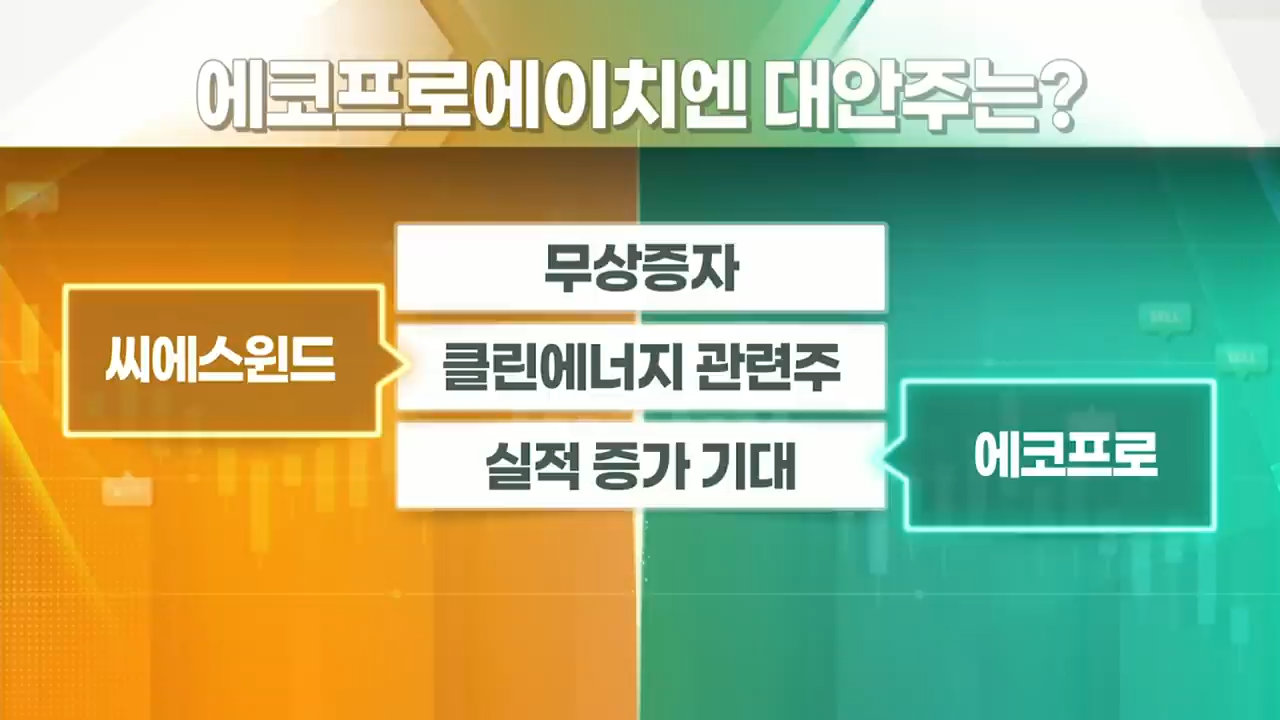 에코프로에이치엔 대안주는?
무상증자
씨에스윈드
클린에너지 관련주
실적 증가 기대
에코프로
SELL
SELL